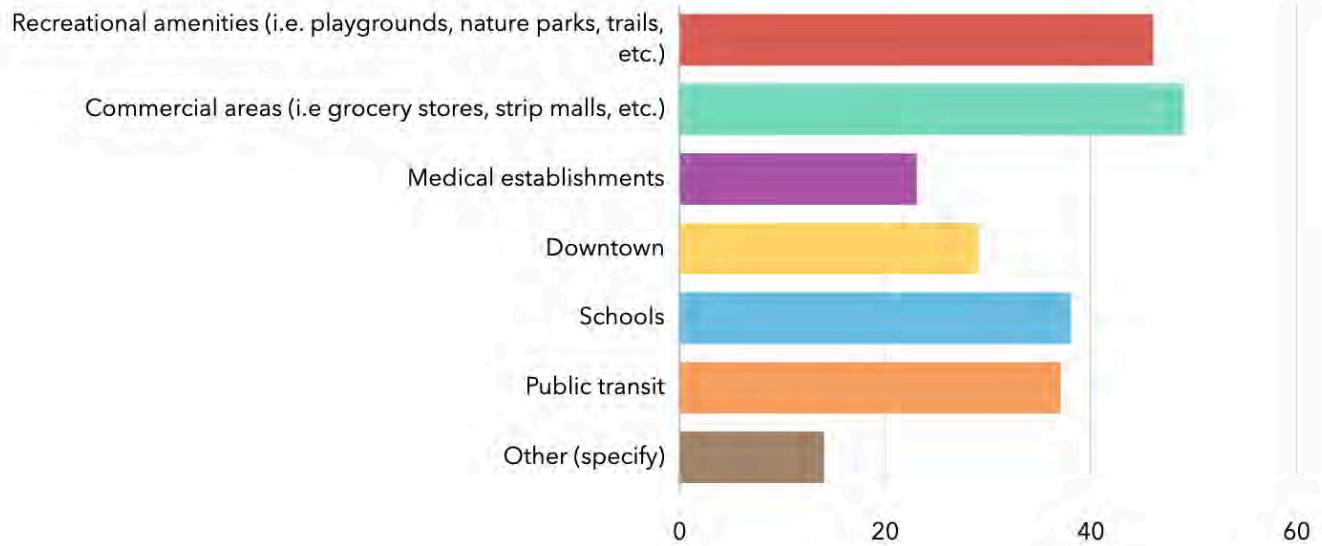 Recreational amenities (i.e. playgrounds, nature parks, trails,
etc.)
Commercial areas (i.e grocery stores, strip malls, etc.)
Medical establishments
Downtown
Schools
Public transit
Other (specify)
0 20 40 60